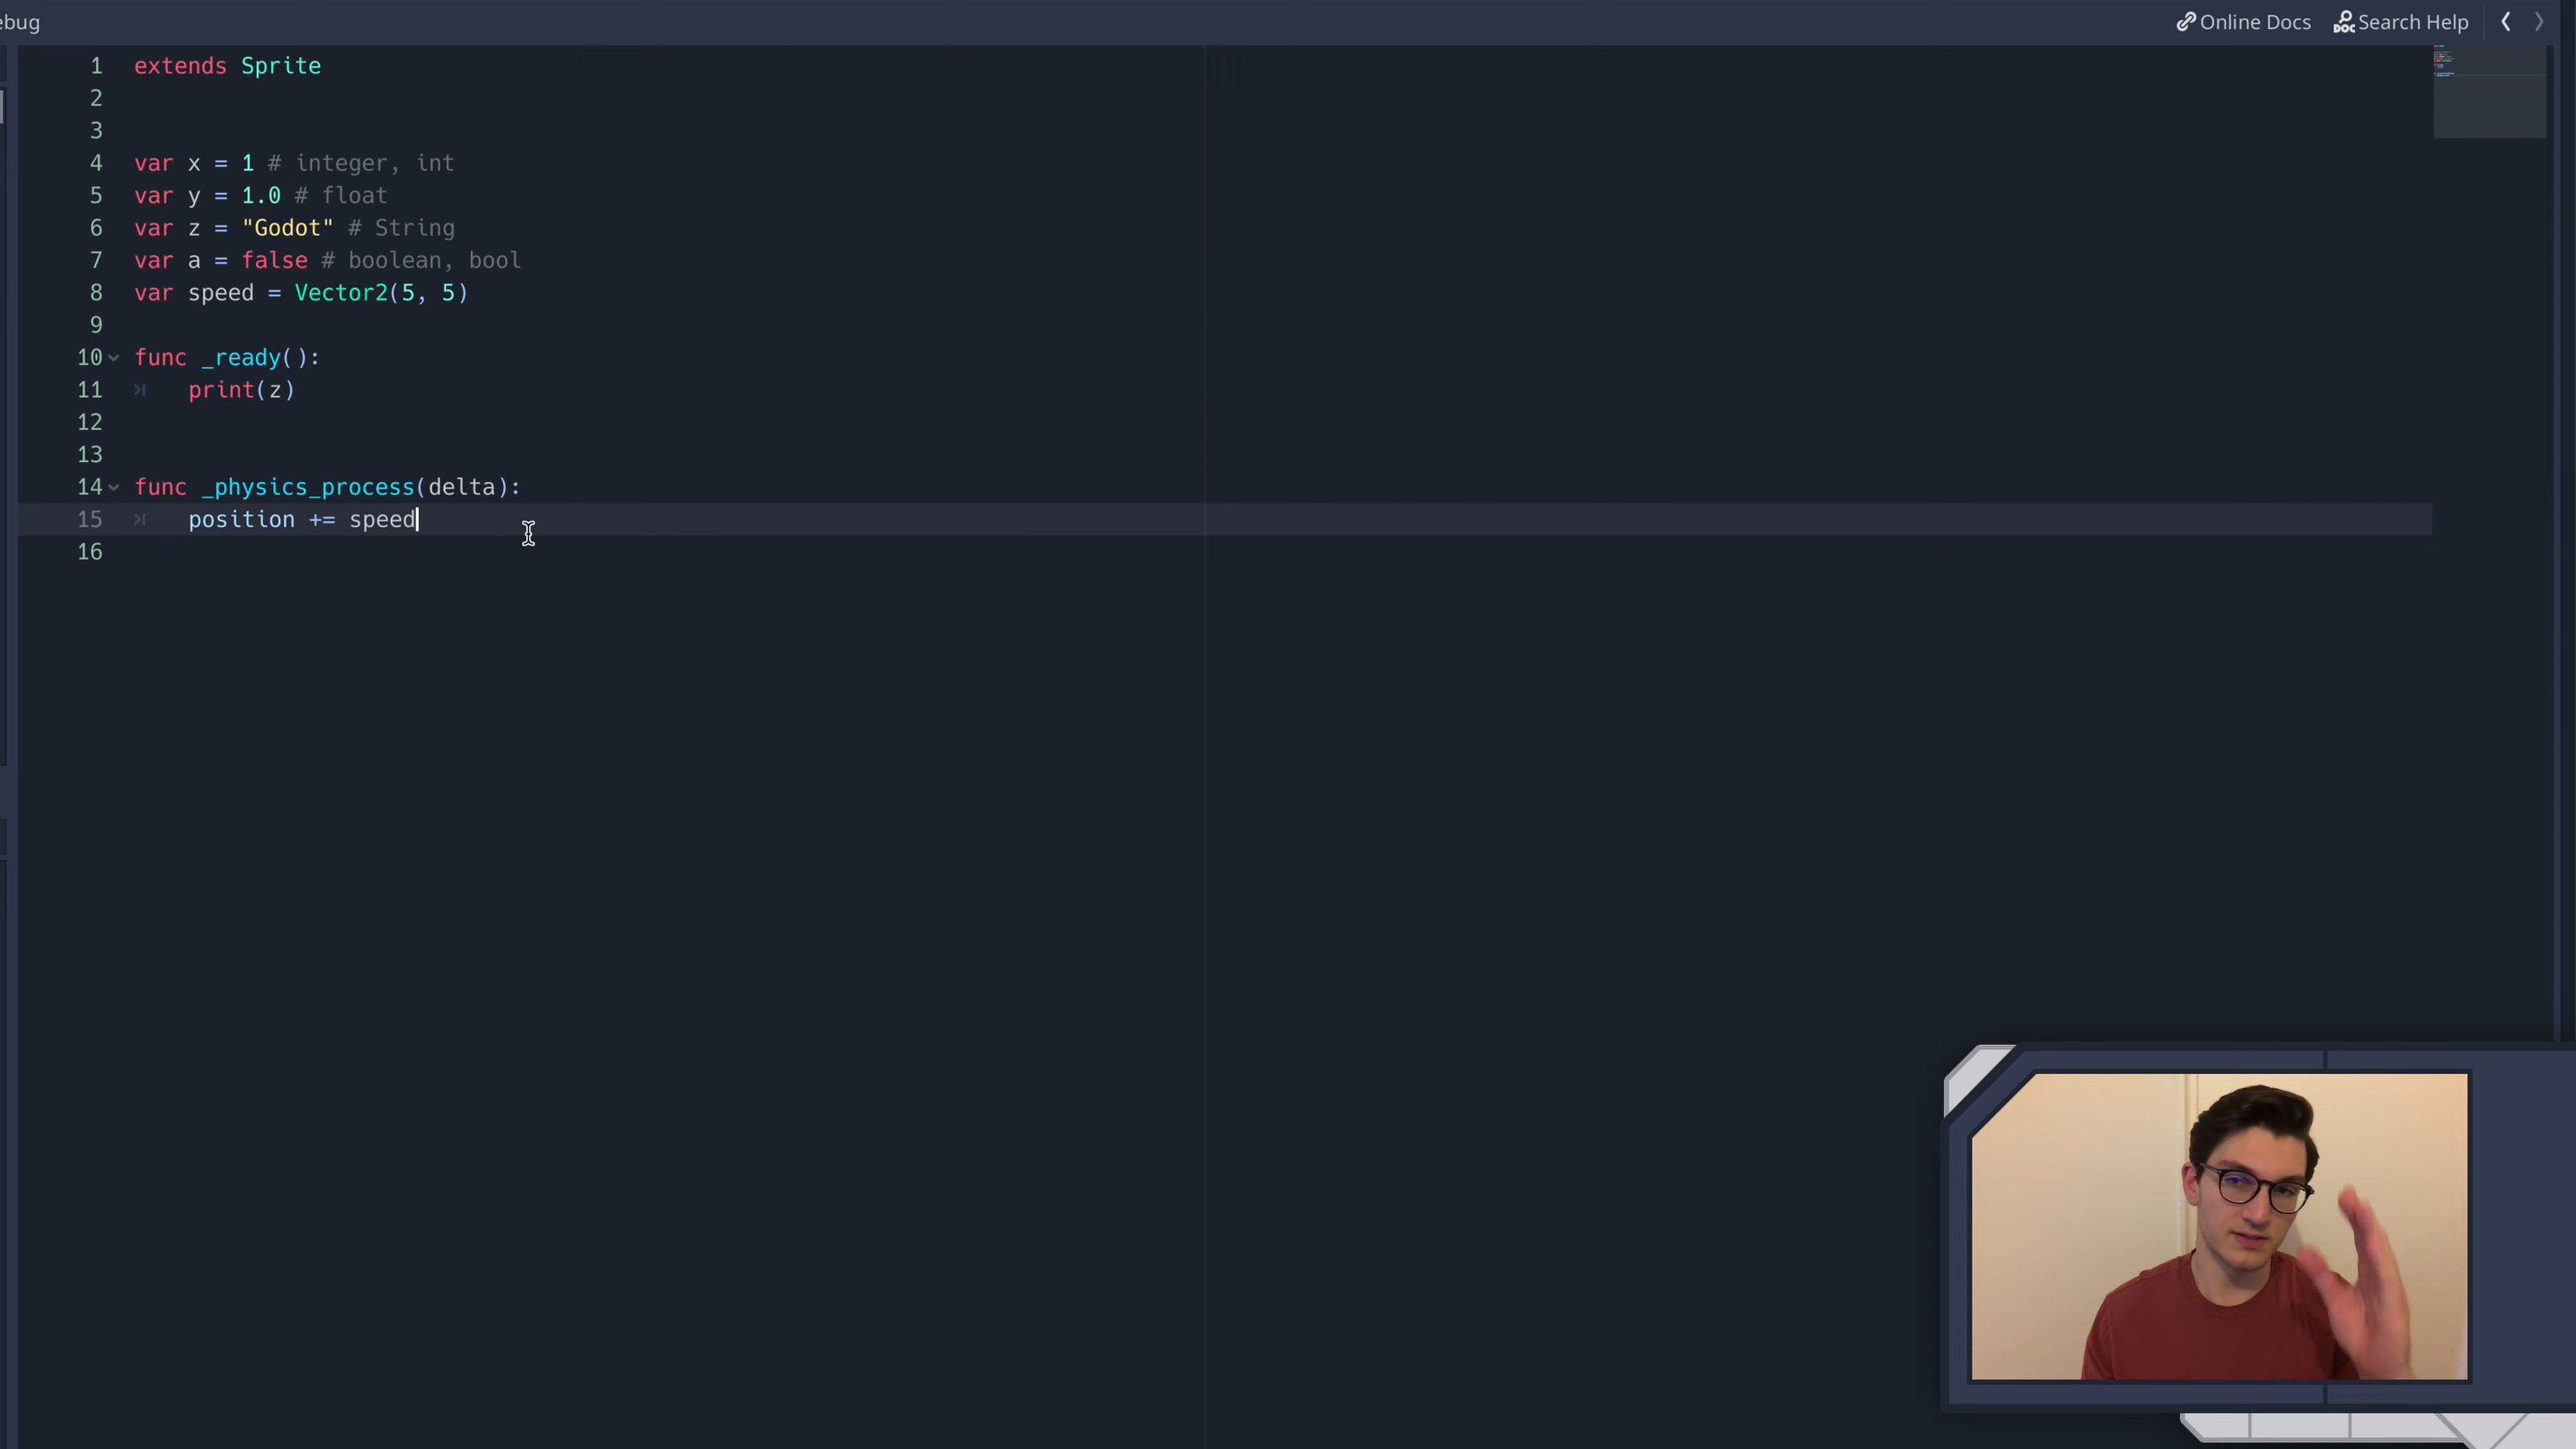 ebug
Online Docs
Search Help
1 extends Sprite
2
3
4 var x = 1 # integer, int
5 var y = 1.0 # float
6 var z = "Godot" # String
7 var a = false # boolean, bool
8 var speed = Vector2(5, 5)
9
10 func _ready():
11 print(z)
12
13
14 func _physics_process(delta):
15 position += speed
16